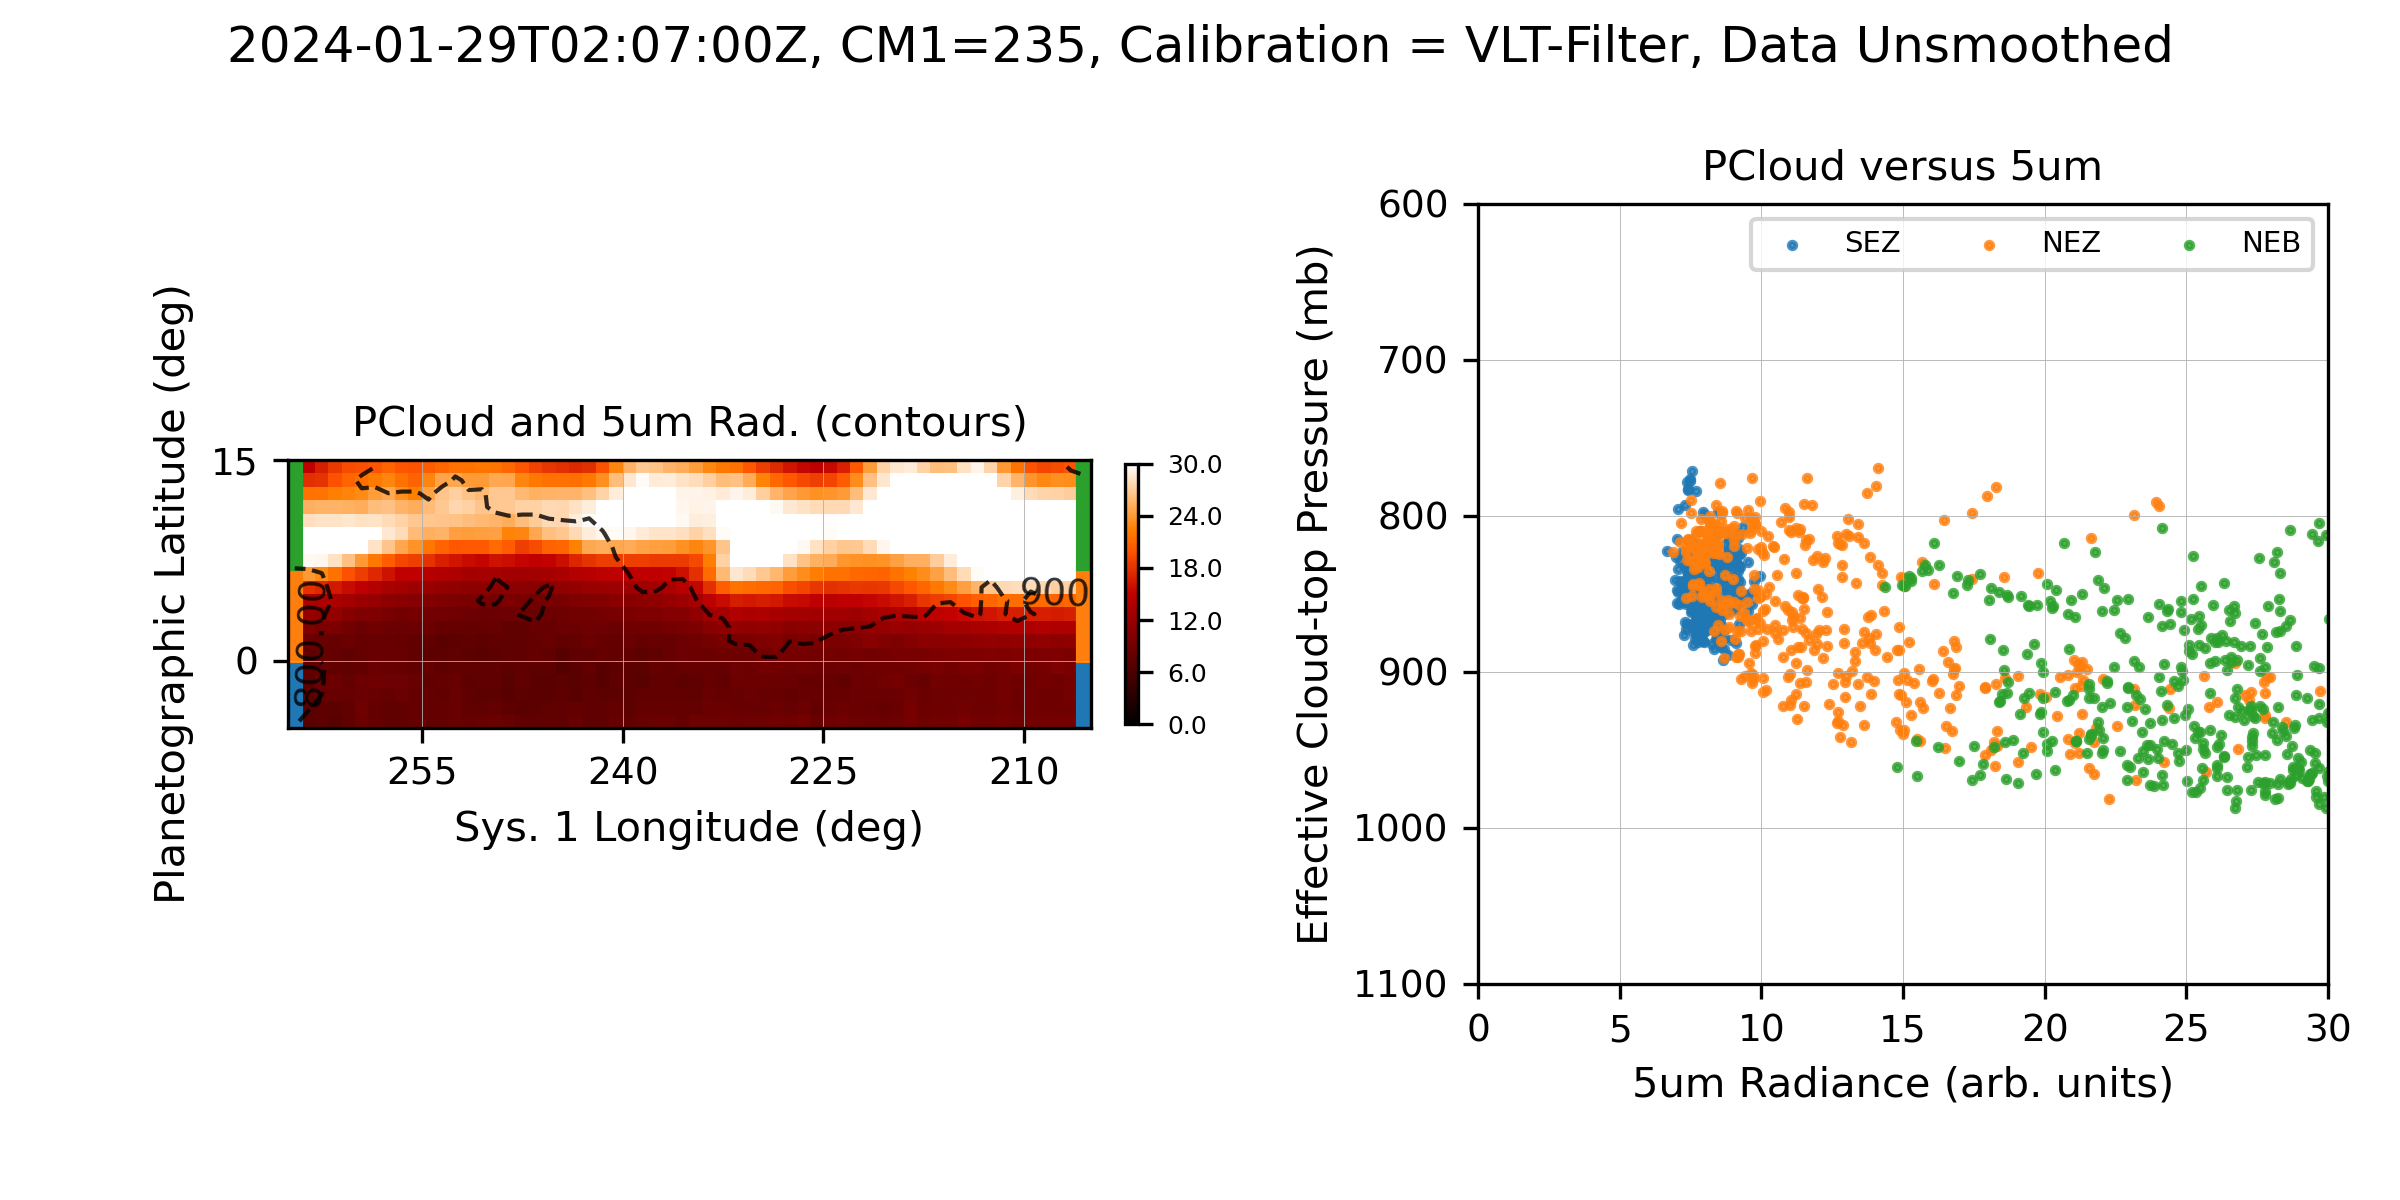 2024-01-29T02:07:00Z, CM1=235, Calibration = VLT-Filter, Data Unsmoothed
PCloud and 5um Rad. (contours)
Planetographic Latitude (deg)
15
0
800.00
900
255
240
225
210
Sys. 1 Longitude (deg)
30.0
24.0
18.0
12.0
6.0
0.0
PCloud versus 5um
Effective Cloud-top Pressure (mb)
600
700
800
900
1000
1100
SEZ NEZ NEB
0 5 10 15 20 25 30
5um Radiance (arb. units)